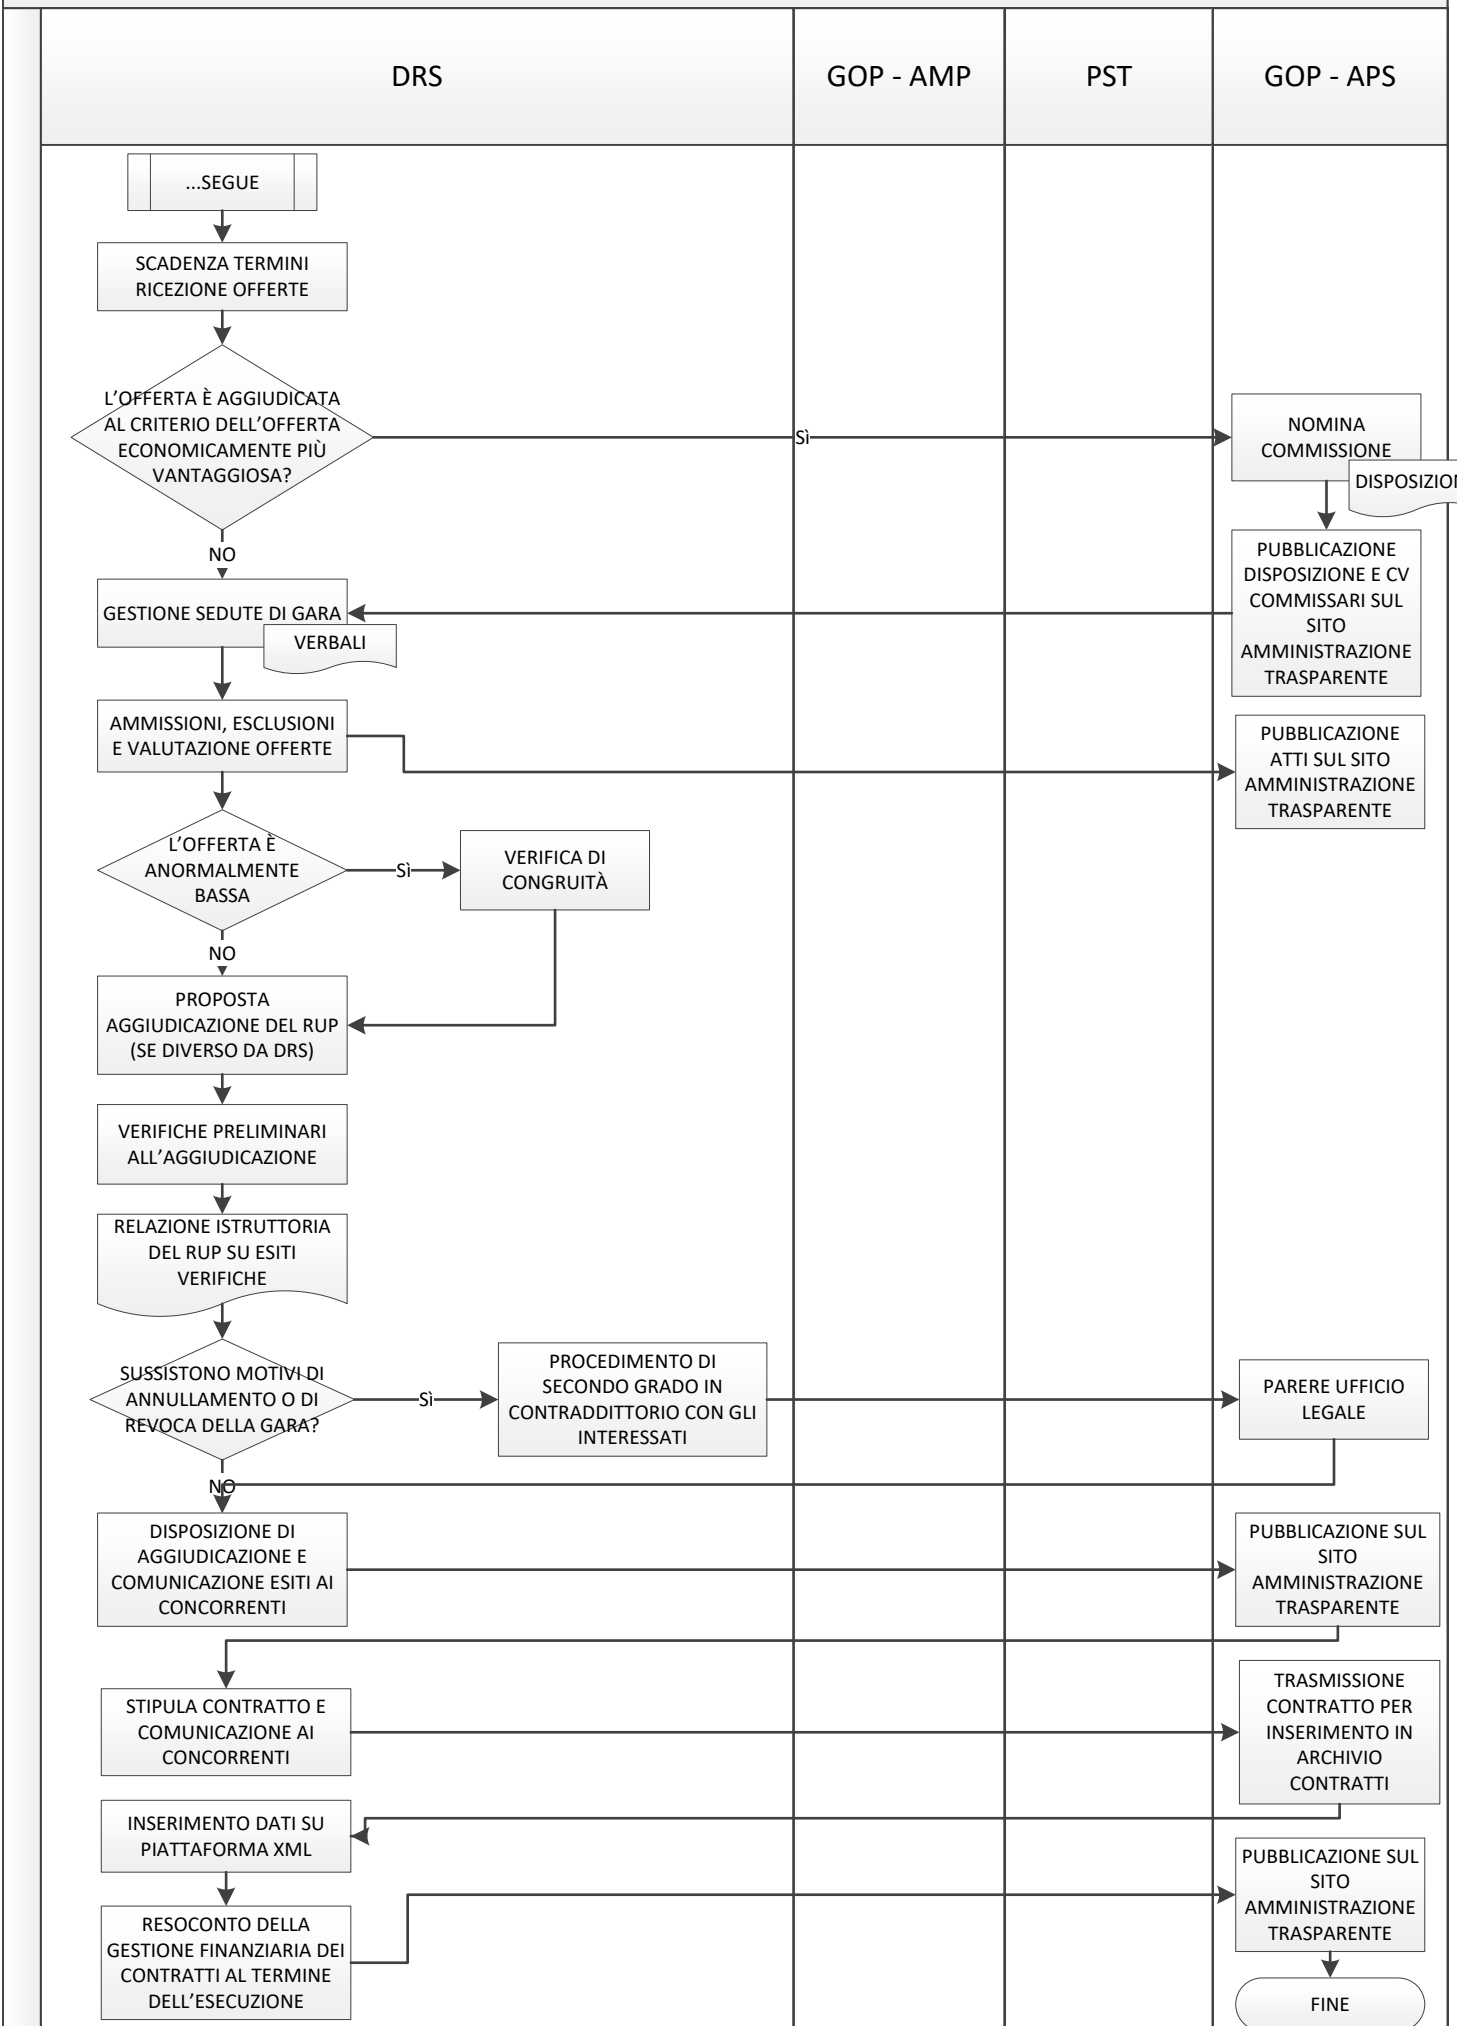 DRS
GOP - AMP
PST
GOP - APS
...SEGUE
SCADENZA TERMINI
RICEZIONE OFFERTE
L’OFFERTA È AGGIUDICATA
AL CRITERIO DELL’OFFERTA
ECONOMICAMENTE PIÙ
VANTAGGIOSA?
Sì
NOMINA
COMMISSIONE
DISPOSIZION
NO
PUBBLICAZIONE
DISPOSIZIONE E CV
COMMISSARI SUL
SITO
AMMINISTRAZIONE
TRASPARENTE
GESTIONE SEDUTE DI GARA
VERBALI
AMMISSIONI, ESCLUSIONI
E VALUTAZIONE OFFERTE
PUBBLICAZIONE
ATTI SUL SITO
AMMINISTRAZIONE
TRASPARENTE
L’OFFERTA È
ANORMALMENTE
BASSA
Sì
VERIFICA DI
CONGRUITÀ
NO
PROPOSTA
AGGIUDICAZIONE DEL RUP
(SE DIVERSO DA DRS)
VERIFICHE PRELIMINARI
ALL’AGGIUDICAZIONE
RELAZIONE ISTRUTTORIA
DEL RUP SU ESITI
VERIFICHE
SUSSISTONO MOTIVI DI
ANNULLAMENTO O DI
REVOCA DELLA GARA?
Sì
PROCEDIMENTO DI
SECONDO GRADO IN
CONTRADDITTORIO CON GLI
INTERESSATI
PARERE UFFICIO
LEGALE
NO
DISPOSIZIONE DI
AGGIUDICAZIONE E
COMUNICAZIONE ESITI AI
CONCORRENTI
PUBBLICAZIONE SUL
SITO
AMMINISTRAZIONE
TRASPARENTE
STIPULA CONTRATTO E
COMUNICAZIONE AI
CONCORRENTI
TRASMISSIONE
CONTRATTO PER
INSERIMENTO IN
ARCHIVIO
CONTRATTI
INSERIMENTO DATI SU
PIATTAFORMA XML
PUBBLICAZIONE SUL
SITO
AMMINISTRAZIONE
TRASPARENTE
RESOCONTO DELLA
GESTIONE FINANZIARIA DEI
CONTRATTI AL TERMINE
DELL’ESECUZIONE
FINE